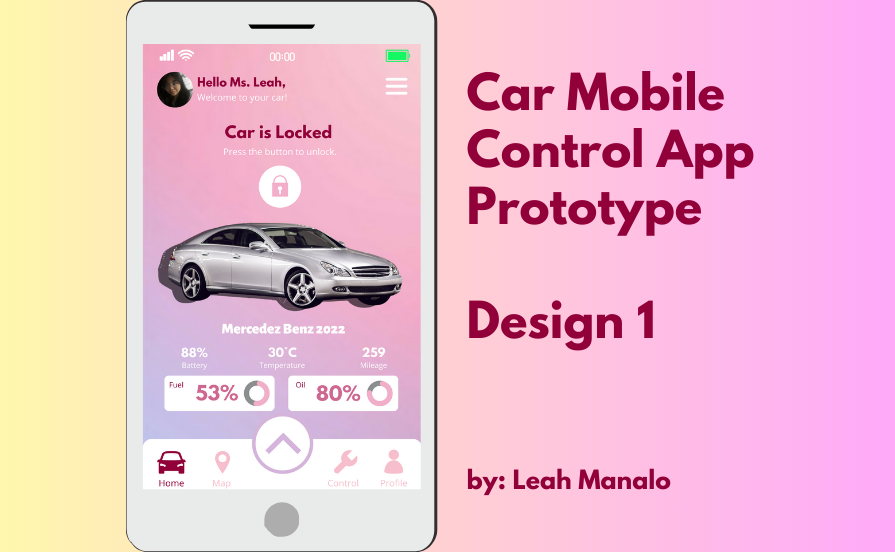 00:00
Hello Ms. Leah,
Welcome to your car!
Car is Locked
Press the button to unlock.
Mercedez Benz 2022
88% 30°C 259
Battery Temperature Mileage
Fuel 53% Oil 80%
Home Map Control Profile
Car Mobile
Control App
Prototype
Design 1
by: Leah Manalo